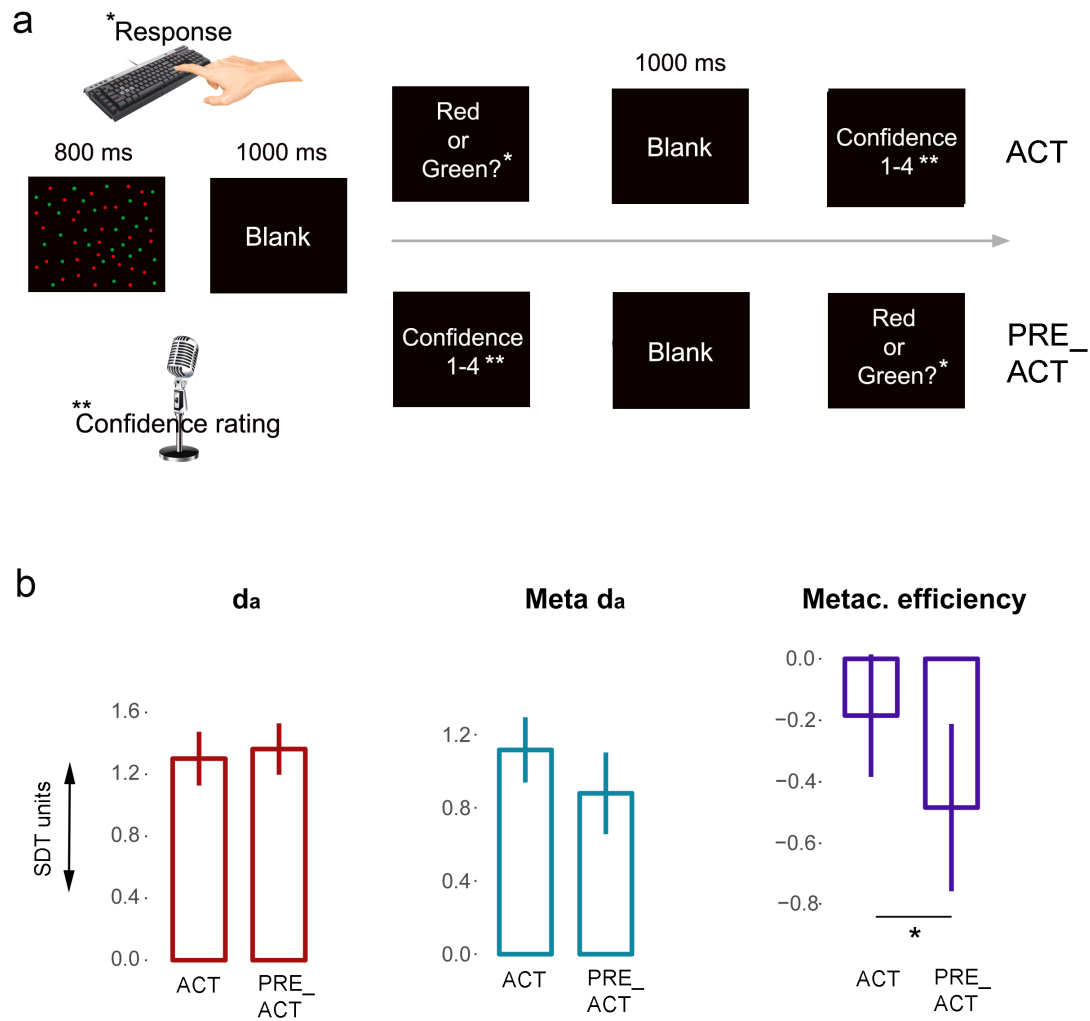 a
*Response
800 ms
1000 ms
Blank
**
Confidence rating
1000 ms
Red
or
Green?*
Blank
Confidence
1-4 **
ACT
Confidence
1-4 **
Blank
Red
or
Green?*
PRE_
ACT
b
da
SDT units
1.6
1.2
0.8
0.4
0.0
ACT
PRE_
ACT
Meta da
1.2
0.8
0.4
0.0
ACT
PRE_
ACT
Metac. efficiency
0.0
−0.2
−0.4
−0.6
−0.8
*
ACT
PRE_
ACT